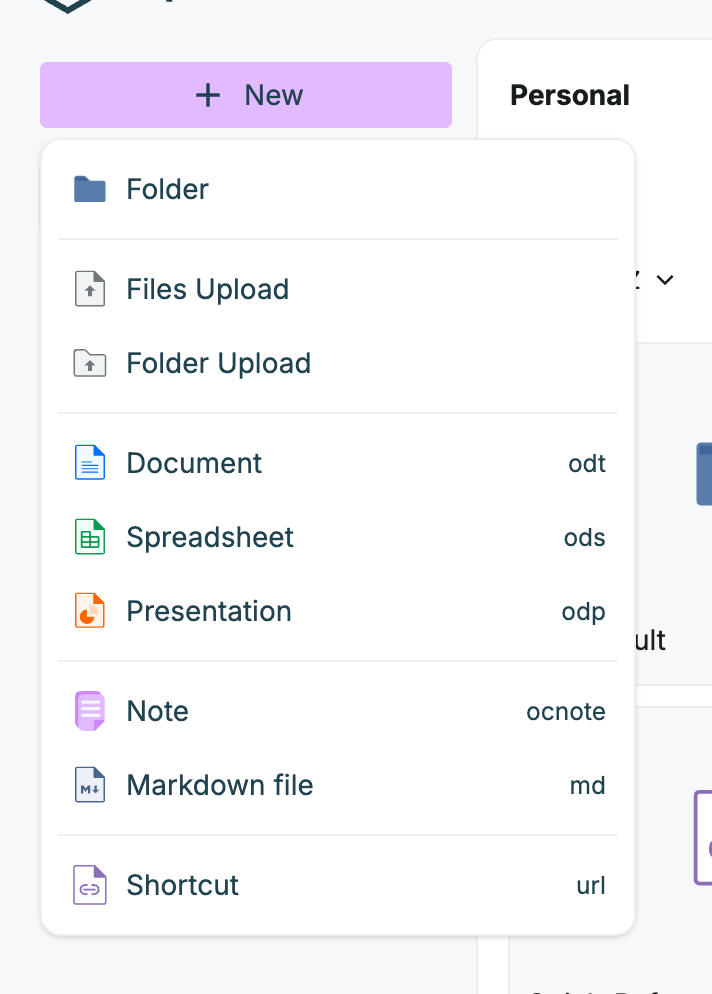 + New
Personal
Folder
Files Upload
Folder Upload
Document odt
Spreadsheet ods
Presentation odp
ult
Note ocnote
Markdown file md
Shortcut url